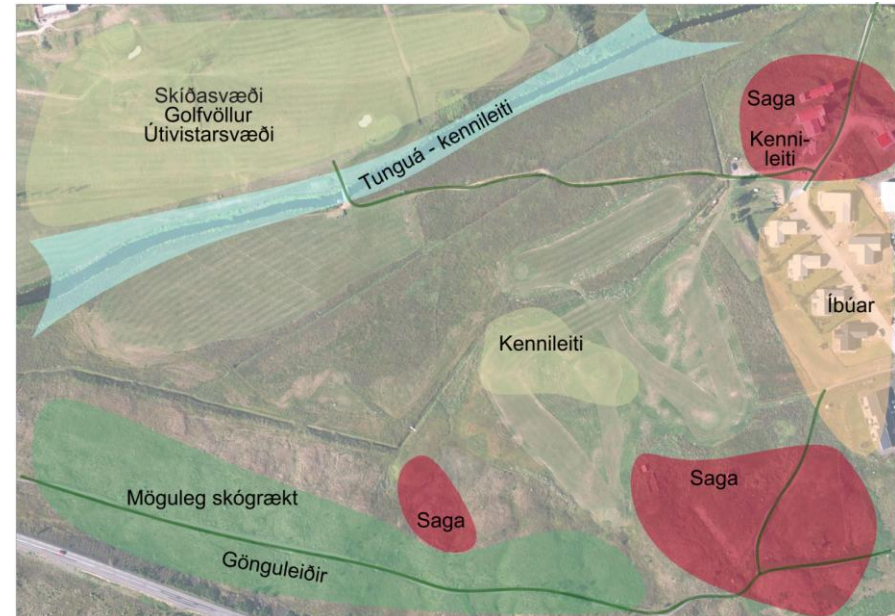 Skíðasvæði
Golfvöllur
Útivistarsvæði
Tunguá - kennileiti
Saga
Kenni-
leiti
Íbúar
Kennileiti
Saga
Möguleg skógrækt
Saga
Gönguleiðir